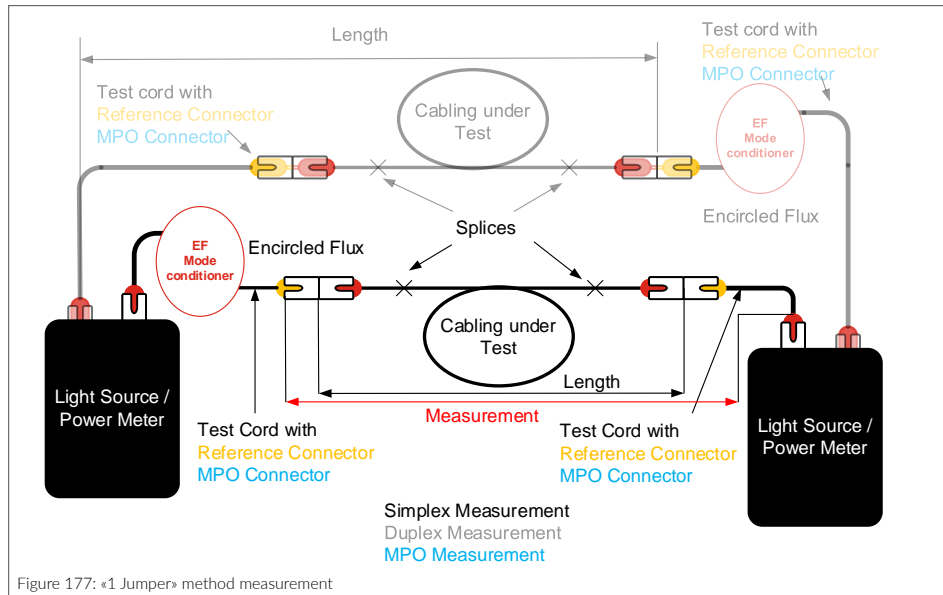 Length
Test cord with
Reference Connector
MPO Connector
Test cord with
Reference Connector
MPO Connector
Cabling under
Test
EF
Mode
conditioner
Encircled Flux
Splices
EF
Mode
conditioner
Encircled Flux
Cabling under
Test
Light Source /
Power Meter
Length
Measurement
Light Source /
Power Meter
Test Cord with
Reference Connector
MPO Connector
Test Cord with
Reference Connector
MPO Connector
Simplex Measurement
Duplex Measurement
MPO Measurement
Figure 177: «1 Jumper» method measurement